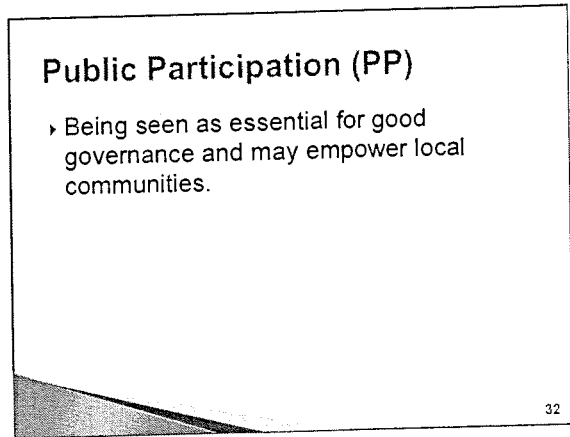 Public Participation (PP)
▸ Being seen as essential for good
governance and may empower local
communities.
32